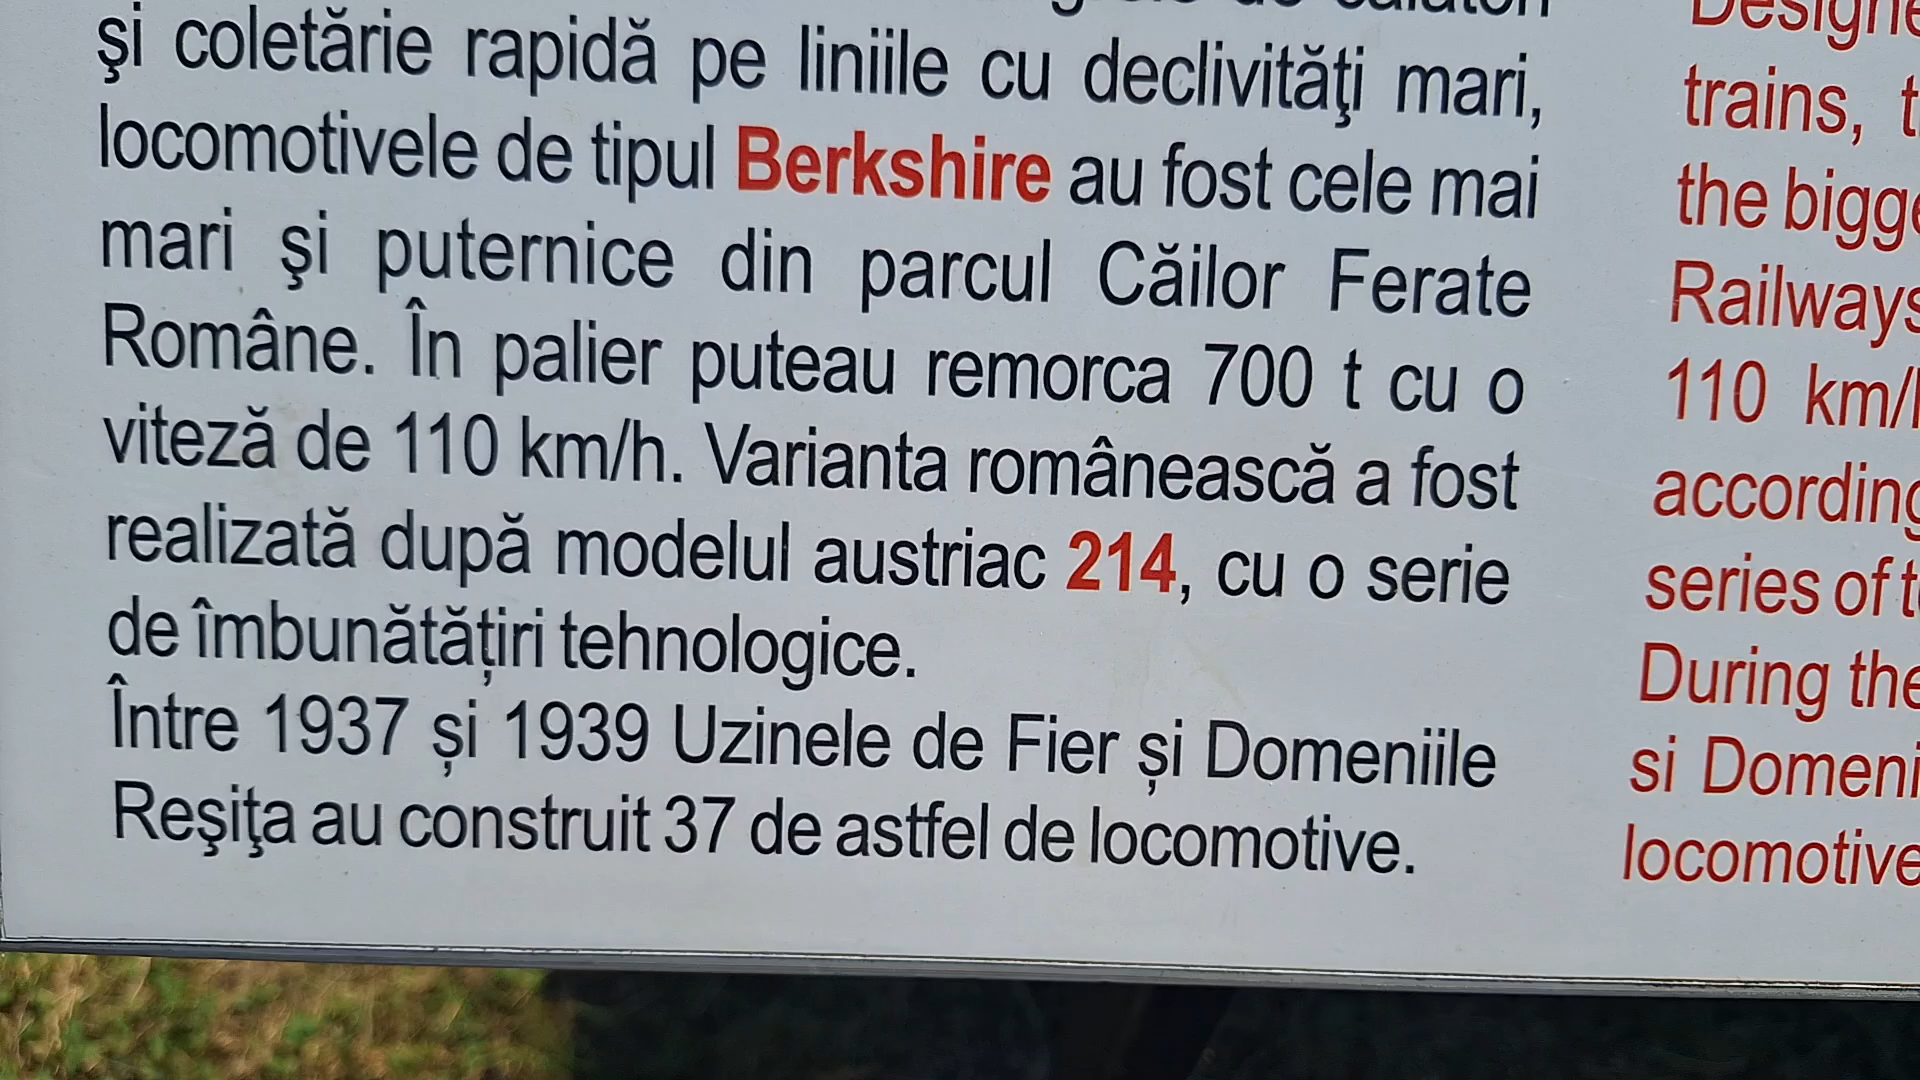 şi coletărie rapidă pe liniile cu declivităţi mari,
locomotivele de tipul Berkshire au fost cele mai
mari şi puternice din parcul Căilor Ferate
Române. În palier puteau remorca 700 t cu o
viteză de 110 km/h. Varianta românească a fost
realizată după modelul austriac 214, cu o serie
de îmbunătățiri tehnologice.
Între 1937 și 1939 Uzinele de Fier și Domeniile
Reşiţa au construit 37 de astfel de locomotive.
trains,
the
Railways
110 km/
according
series of
During the
si Domeni
locomotive